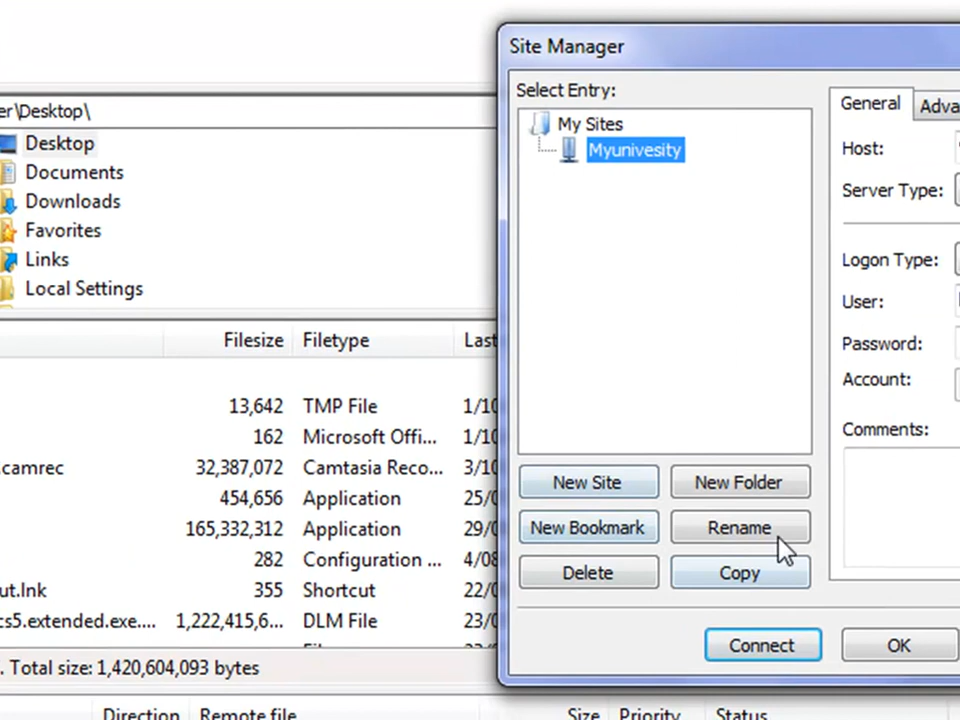 er\Desktop\
Desktop
Documents
Downloads
Favorites
Links
Local Settings
Filesize Filetype Last
13,642 TMP File 1/10
162 Microsoft Offi... 1/10
.camrec 32,387,072 Camtasia Reco... 3/10
454,656 Application 25/0
165,332,312 Application 29/0
282 Configuration ... 4/08
ut.lnk 355 Shortcut 22/0
cs5.extended.exe.... 1,222,415,6... DLM File 23/0
. Total size: 1,420,604,093 bytes
Direction Remote file Size Priority Status
Site Manager
Select Entry:
My Sites
Myunivesity
New Site New Folder
New Bookmark Rename
Delete Copy
General Adva
Host:
Server Type:
Logon Type:
User:
Password:
Account:
Comments:
Connect OK